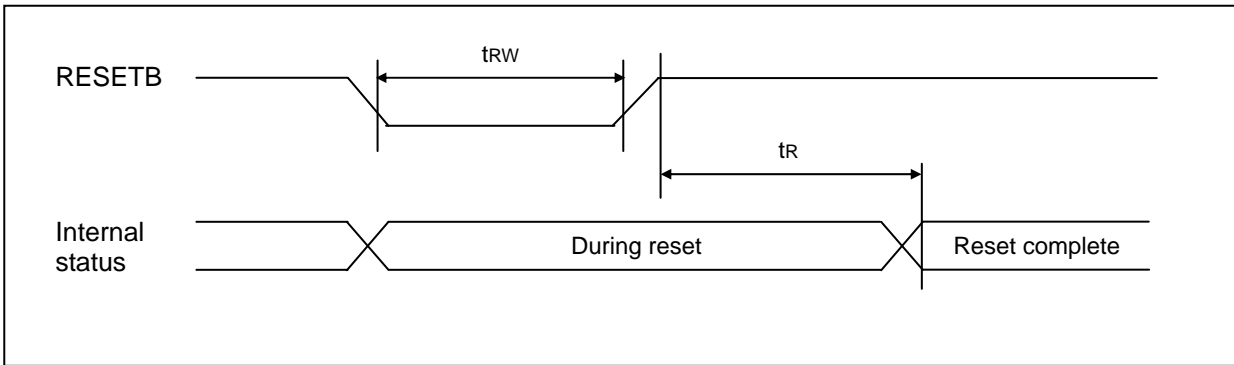 tRW
RESETB
tR
Internal
status
During reset
Reset complete